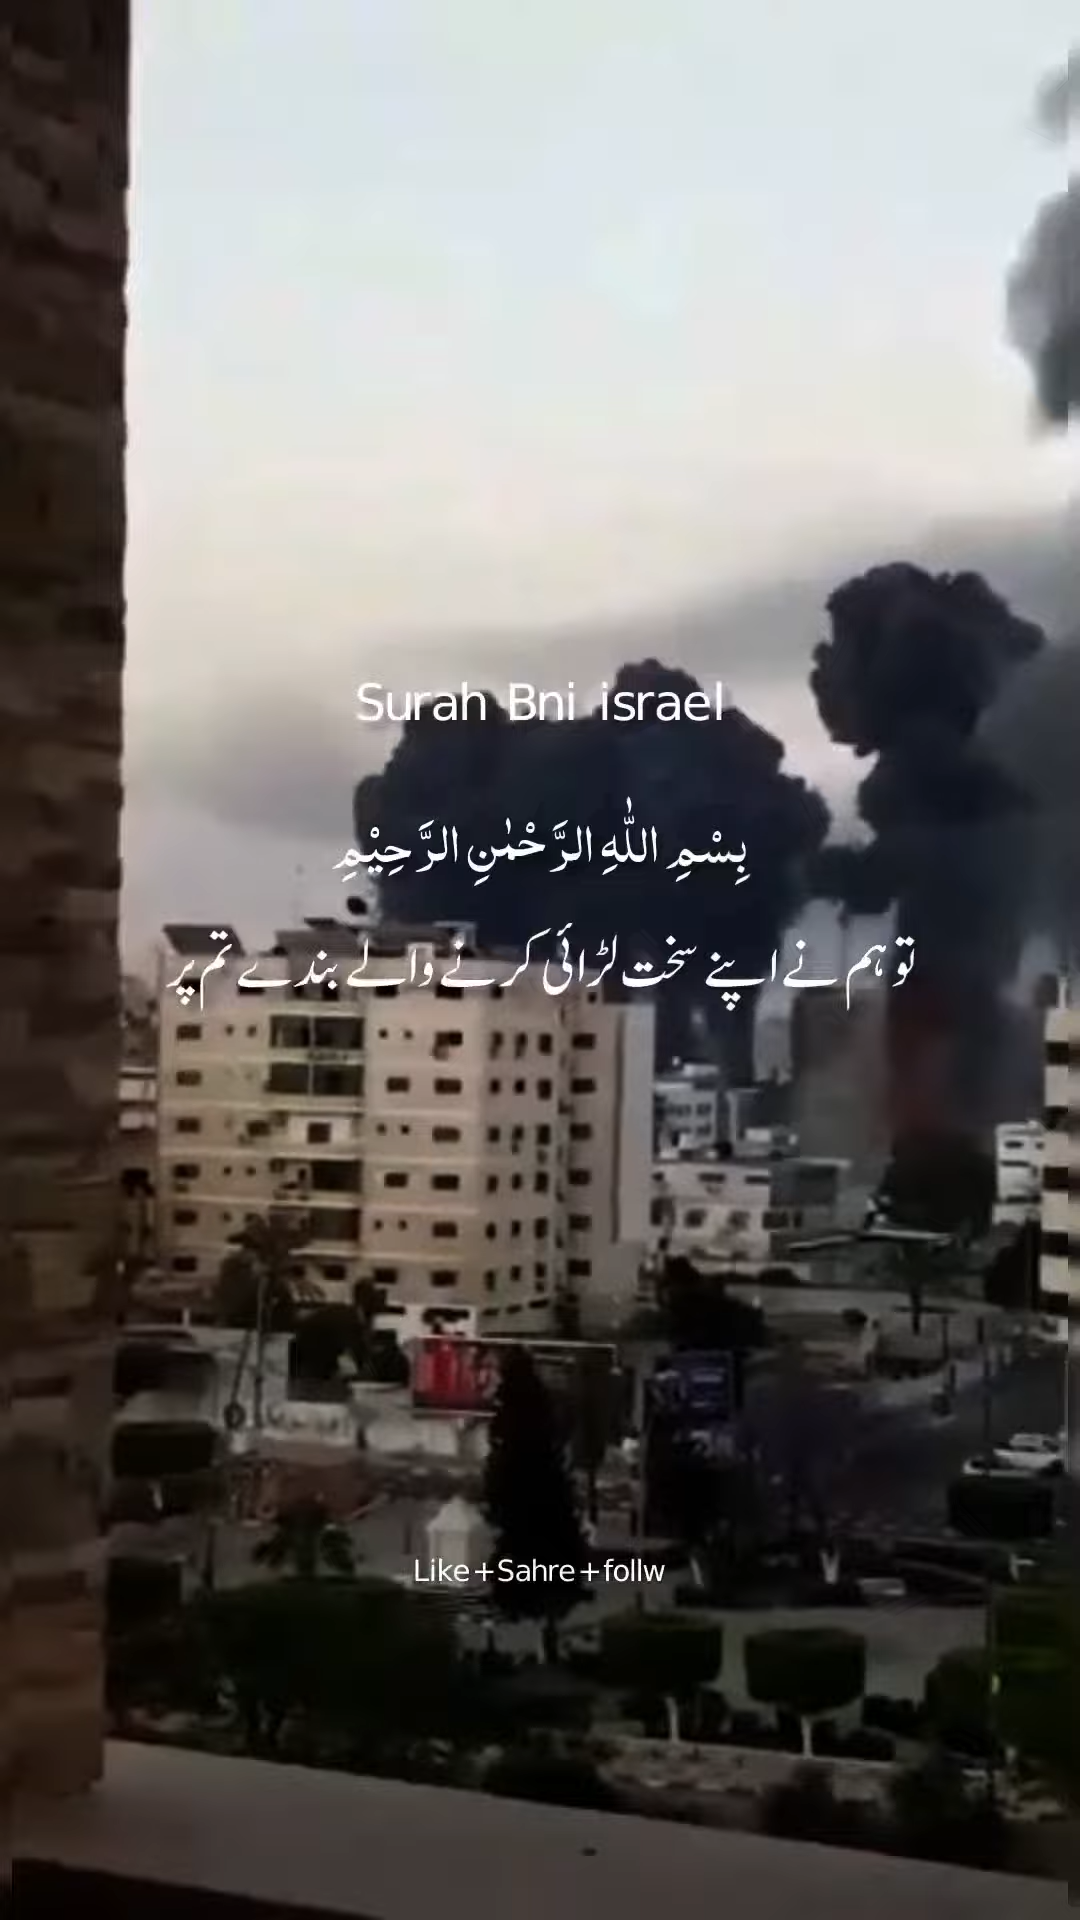 Surah Bni israel
بِسْمِ اللّٰهِ الرَّحْمٰنِ الرَّحِيْمِ
تو ہم نے اپنے سخت لڑائی کرنے والے بندے تم پر
Like+Sahre+follw